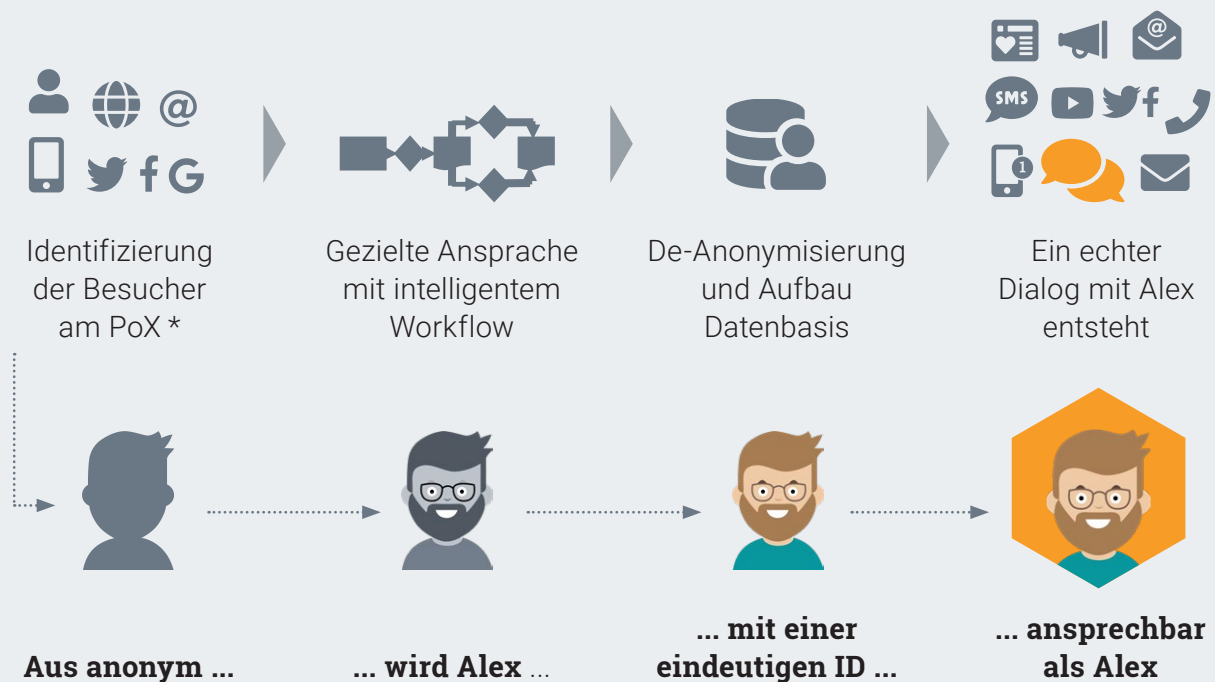 @
SMS
1
@
Identifizierung
der Besucher
am PoX *
Gezielte Ansprache
mit intelligentem
Workflow
De-Anonymisierung
und Aufbau
Datenbasis
Ein echter
Dialog mit Alex
entsteht
Aus anonym ...
... wird Alex ...
... mit einer
eindeutigen ID ...
... ansprechbar
als Alex